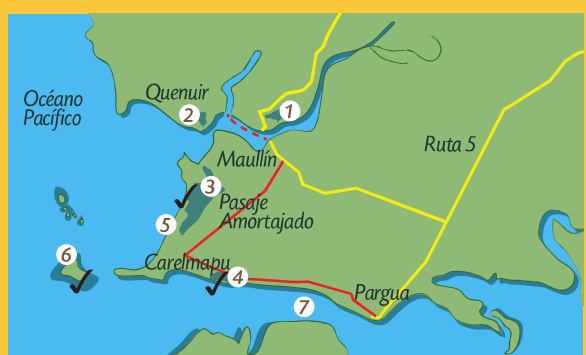 Océano
Pacífico
Quenuir
2
1
Ruta 5
Maullín
3
Pasaje
Amortajado
5
6
Carelmapu
4
7
Pargua